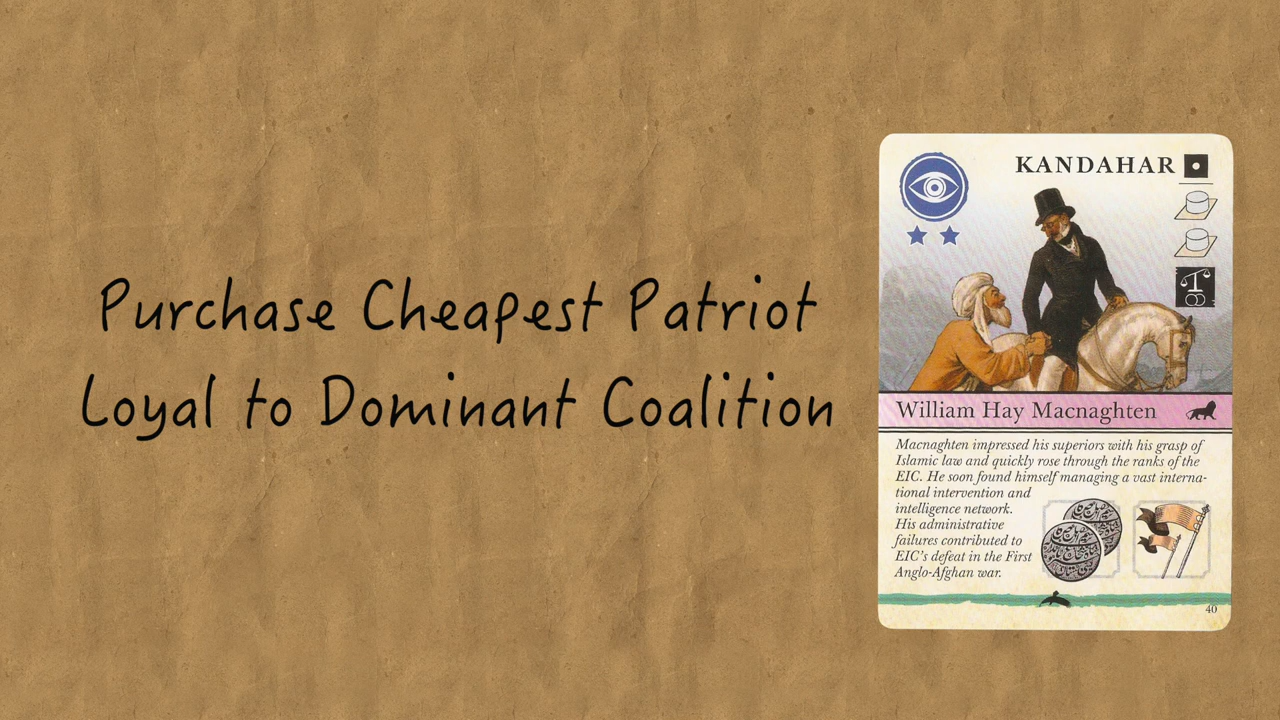 Purchase Cheapest Patriot
Loyal to Dominant Coalition
KANDAHAR
William Hay Macnaghten
Macnaghten impressed his superiors with his grasp of
Islamic law and quickly rose through the ranks of the
EIC. He soon found himself managing a vast interna-
tional intervention and
intelligence network.
His administrative
failures contributed to
EIC's defeat in the First
Anglo-Afghan war.
40